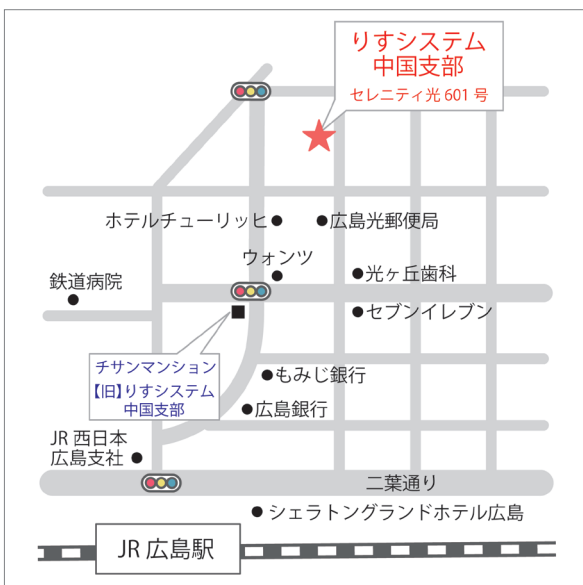 りすシステム
中国支部
セレニティ光 601 号
ホテルチューリッヒ
広島光郵便局
ウォンツ
光ヶ丘歯科
鉄道病院
セブンイレブン
チサンマンション
【旧】りすシステム
中国支部
もみじ銀行
広島銀行
JR 西日本
広島支社
二葉通り
シェラトングランドホテル広島
JR 広島駅